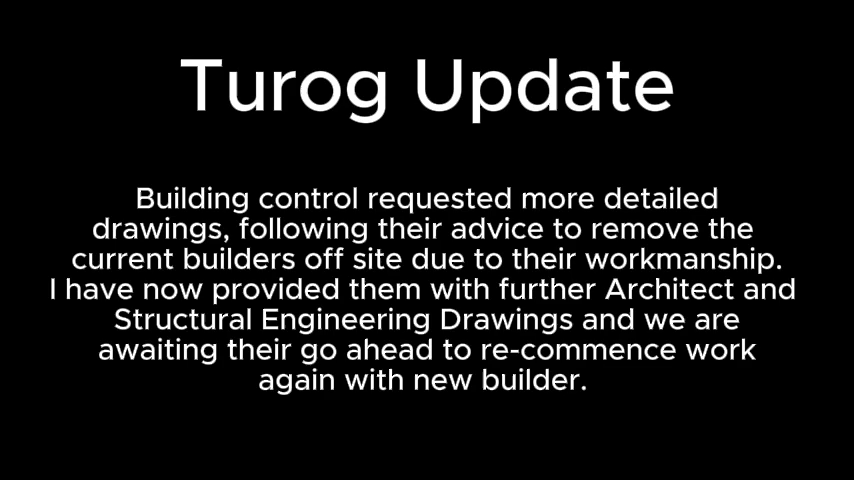 Turog Update
Building control requested more detailed
drawings, following their advice to remove the
current builders off site due to their workmanship.
I have now provided them with further Architect and
Structural Engineering Drawings and we are
awaiting their go ahead to re-commence work
again with new builder.